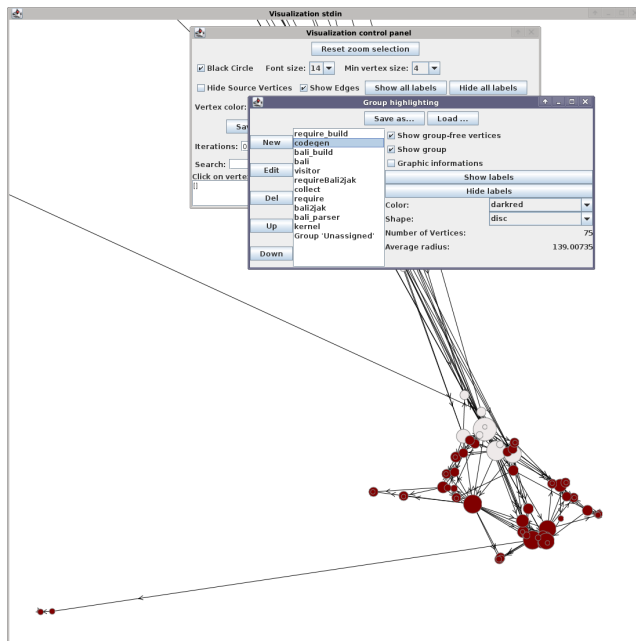 Visualization stdin
Visualization control panel
Reset zoom selection
Black Circle Font size: 14 Min vertex size: 4
Hide Source Vertices Show Edges Show all labels Hide all labels
Vertex color:
Iterations:
Search:
Click on
[]
Group highlighting
Save as... Load ...
New
Edit
Del
Up
Down
require_build
codegen
bali_build
bali
visitor
requireBali2jak
collect
require
bali2jak
bali_parser
kernel
Group 'Unassigned'
Show group-free vertices
Show group
Graphic informations
Show labels
Hide labels
Color: darkred
Shape: disc
Number of Vertices: 75
Average radius: 139.00735